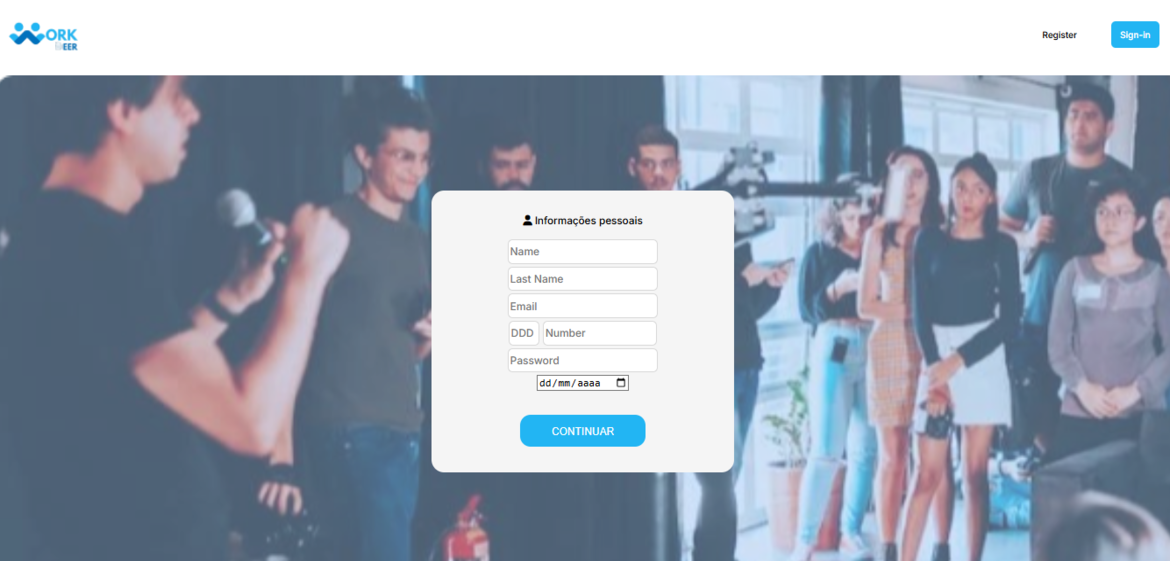 ORK
EER
Register
Sign-in
Informações pessoais
Name
Last Name
Email
DDD Number
Password
dd/mm/aaaa
CONTINUAR